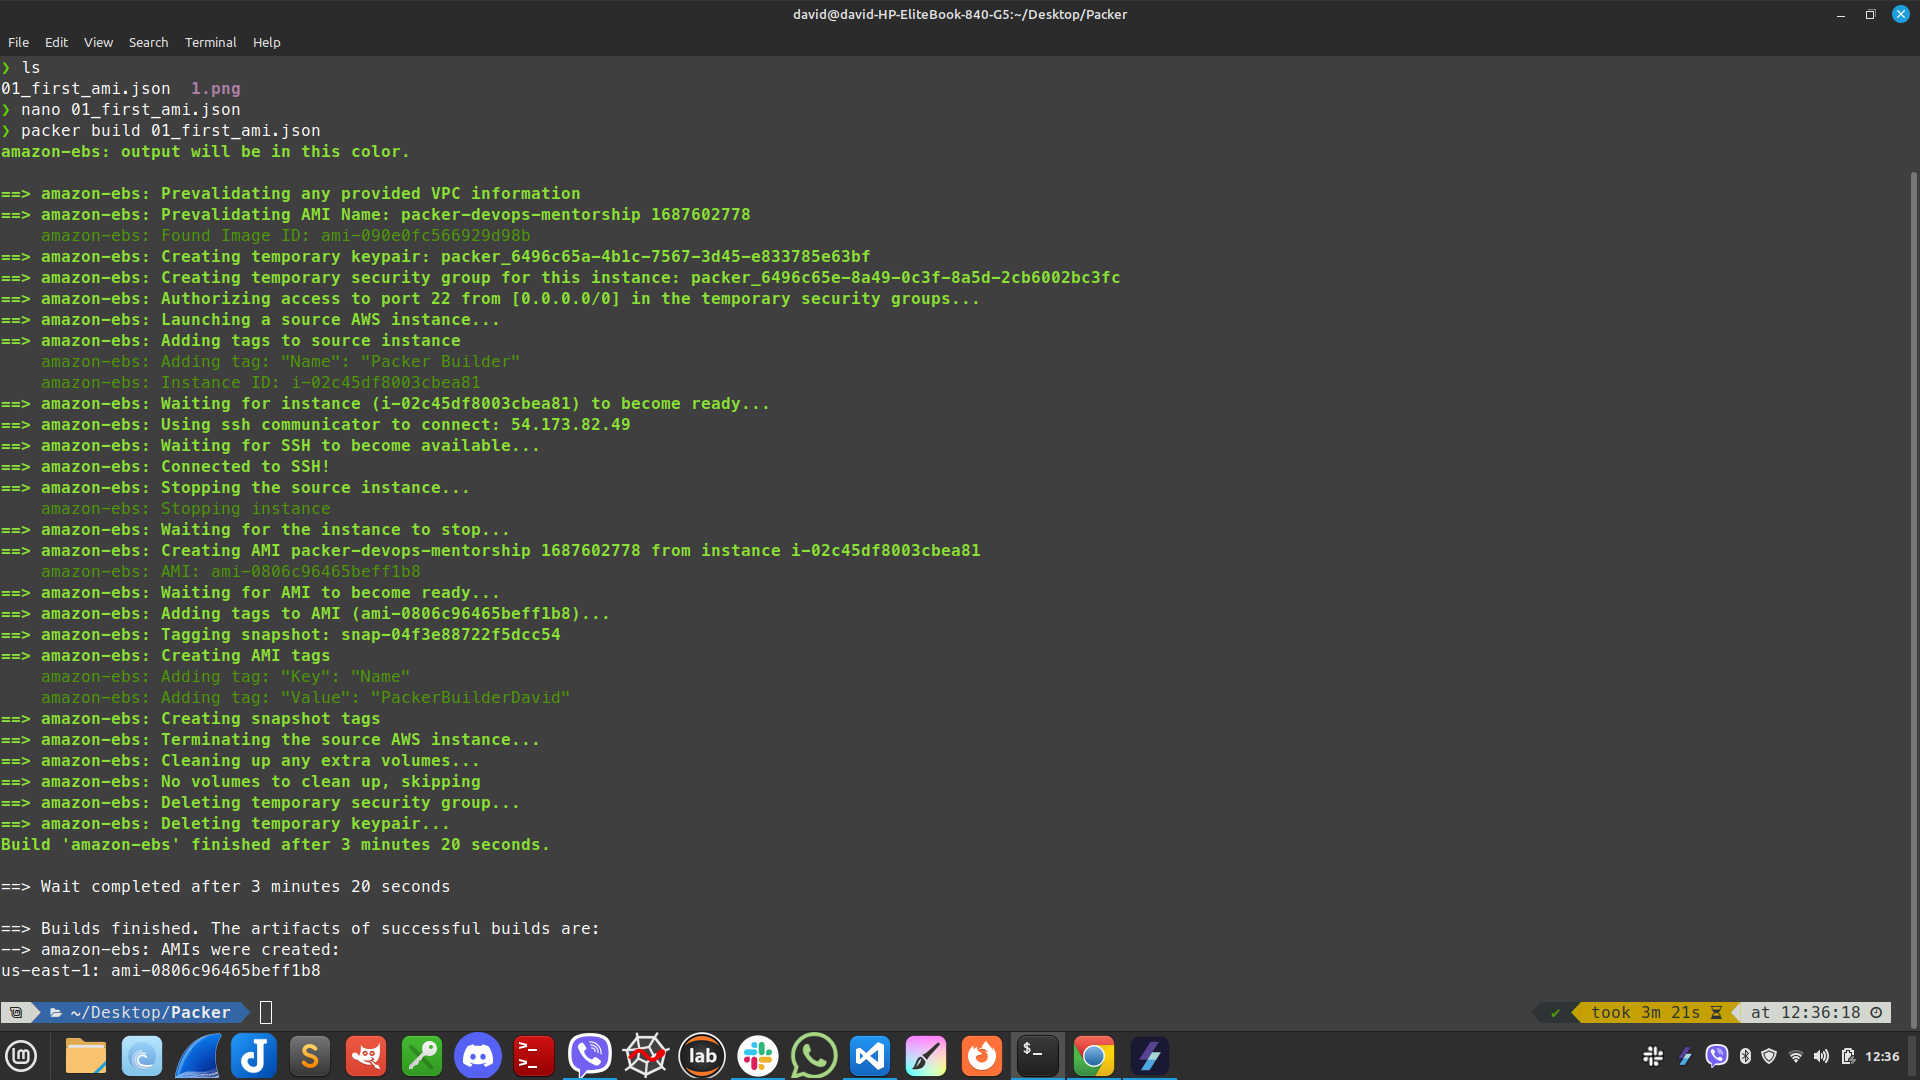 david@david-HP-EliteBook-840-G5:~/Desktop/Packer
File Edit View Search Terminal Help
❯ ls
01_first_ami.json 1.png
❯ nano 01_first_ami.json
❯ packer build 01_first_ami.json
amazon-ebs: output will be in this color.
==> amazon-ebs: Prevalidating any provided VPC information
==> amazon-ebs: Prevalidating AMI Name: packer-devops-mentorship 1687602778
amazon-ebs: Found Image ID: ami-090e0fc566929d98b
==> amazon-ebs: Creating temporary keypair: packer_6496c65a-4b1c-7567-3d45-e833785e63bf
==> amazon-ebs: Creating temporary security group for this instance: packer_6496c65e-8a49-0c3f-8a5d-2cb6002bc3fc
==> amazon-ebs: Authorizing access to port 22 from [0.0.0.0/0] in the temporary security groups...
==> amazon-ebs: Launching a source AWS instance...
==> amazon-ebs: Adding tags to source instance
amazon-ebs: Adding tag: "Name": "Packer Builder"
amazon-ebs: Instance ID: i-02c45df8003cbea81
==> amazon-ebs: Waiting for instance (i-02c45df8003cbea81) to become ready...
==> amazon-ebs: Using ssh communicator to connect: 54.173.82.49
==> amazon-ebs: Waiting for SSH to become available...
==> amazon-ebs: Connected to SSH!
==> amazon-ebs: Stopping the source instance...
amazon-ebs: Stopping instance
==> amazon-ebs: Waiting for the instance to stop...
==> amazon-ebs: Creating AMI packer-devops-mentorship 1687602778 from instance i-02c45df8003cbea81
amazon-ebs: AMI: ami-0806c96465beff1b8
==> amazon-ebs: Waiting for AMI to become ready...
==> amazon-ebs: Adding tags to AMI (ami-0806c96465beff1b8)...
==> amazon-ebs: Tagging snapshot: snap-04f3e88722f5dcc54
==> amazon-ebs: Creating AMI tags
amazon-ebs: Adding tag: "Key": "Name"
amazon-ebs: Adding tag: "Value": "PackerBuilderDavid"
==> amazon-ebs: Creating snapshot tags
==> amazon-ebs: Terminating the source AWS instance...
==> amazon-ebs: Cleaning up any extra volumes...
==> amazon-ebs: No volumes to clean up, skipping
==> amazon-ebs: Deleting temporary security group...
==> amazon-ebs: Deleting temporary keypair...
Build 'amazon-ebs' finished after 3 minutes 20 seconds.
==> Wait completed after 3 minutes 20 seconds
==> Builds finished. The artifacts of successful builds are:
--> amazon-ebs: AMIs were created:
us-east-1: ami-0806c96465beff1b8
~/Desktop/Packer ✔ took 3m 21s at 12:36:18
lab
$_
12:36